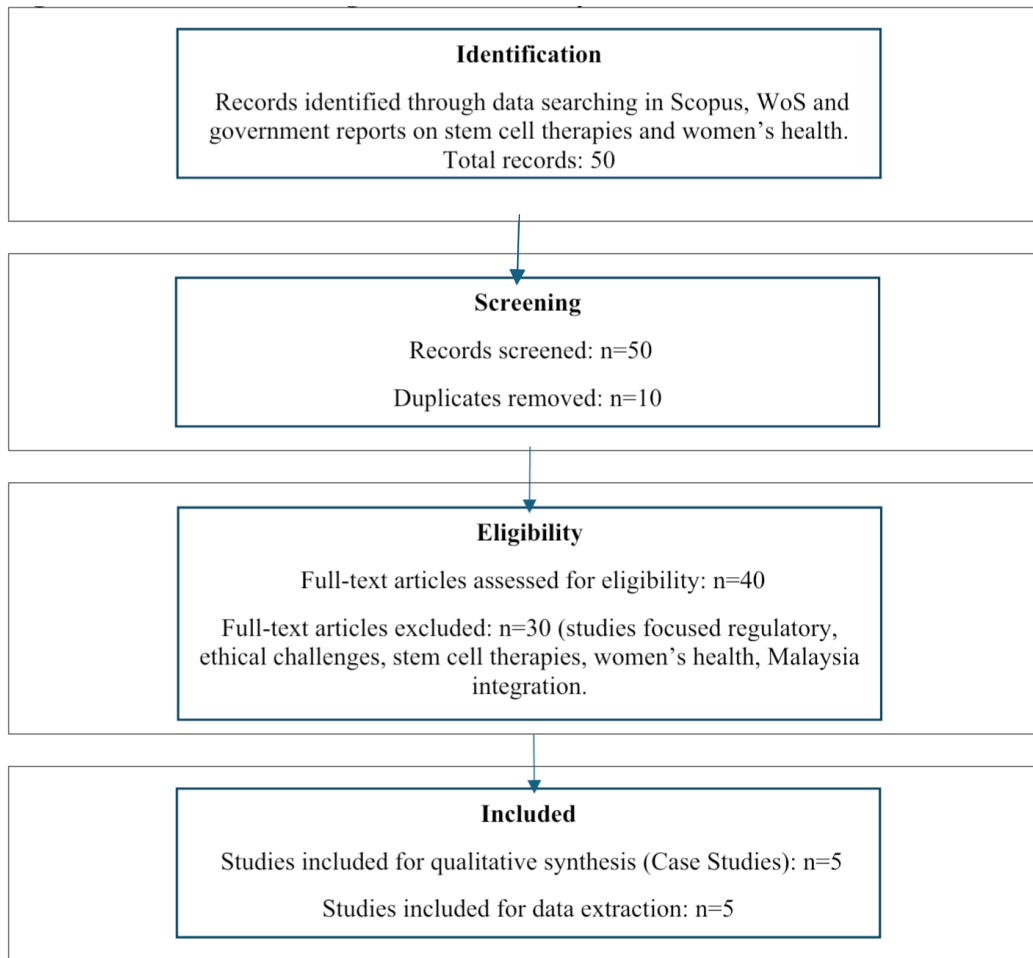 Identification
Records identified through data searching in Scopus, WoS and
government reports on stem cell therapies and women’s health.
Total records: 50
Screening
Records screened: n=50
Duplicates removed: n=10
Eligibility
Full-text articles assessed for eligibility: n=40
Full-text articles excluded: n=30 (studies focused regulatory,
ethical challenges, stem cell therapies, women’s health, Malaysia
integration.
Included
Studies included for qualitative synthesis (Case Studies): n=5
Studies included for data extraction: n=5